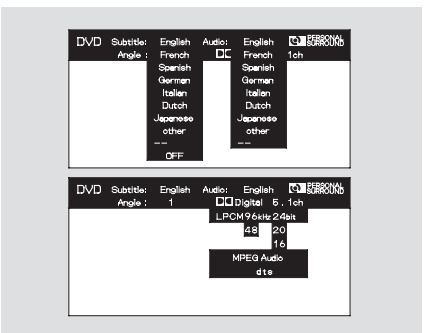 DVD Subtitle: English Audio: English PERSONAL SURROUND
Angle : French French 1ch
Spanish Spanish
German German
Italian Italian
Dutch Dutch
Japanese Japanese
other other
-- --
OFF
DVD Subtitle: English Audio: English PERSONAL SURROUND
Angle : 1 Digital 5.1ch
LPCM 96kHz 24bit
48 20
16
MPEG Audio
dts